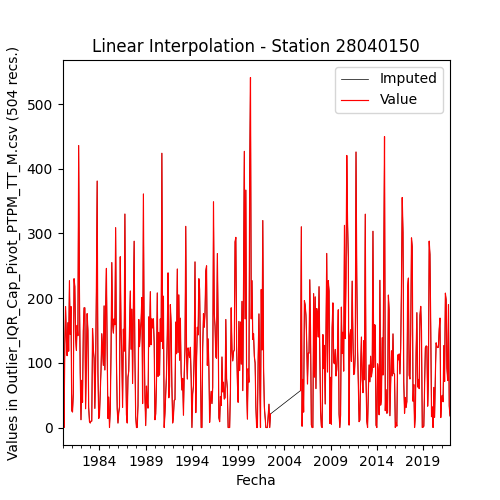 Linear Interpolation - Station 28040150
Values in Outlier_IQR_Cap_Pivot_PTPM_TT_M.csv (504 recs.)
500
400
300
200
100
0
Imputed
Value
1984 1989 1994 1999 2004 2009 2014 2019
Fecha